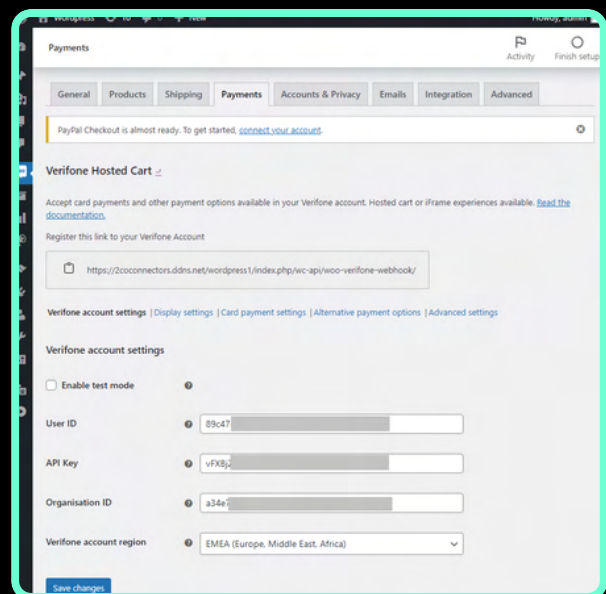 Wordpress 10 0 + New Howdy, admin
Payments
Activity Finish setup
General Products Shipping Payments Accounts & Privacy Emails Integration Advanced
PayPal Checkout is almost ready. To get started, connect your account.
Verifone Hosted Cart
Accept card payments and other payment options available in your Verifone account. Hosted cart or iFrame experiences available. Read the
documentation.
Register this link to your Verifone Account
https://2coconnectors.ddns.net/wordpress1/index.php/wc-api/woo-verifone-webhook/
Verifone account settings | Display settings | Card payment settings | Alternative payment options | Advanced settings
Verifone account settings
Enable test mode
User ID 89c47
API Key vFXBj2
Organisation ID a34e7
Verifone account region EMEA (Europe, Middle East, Africa)
Save changes